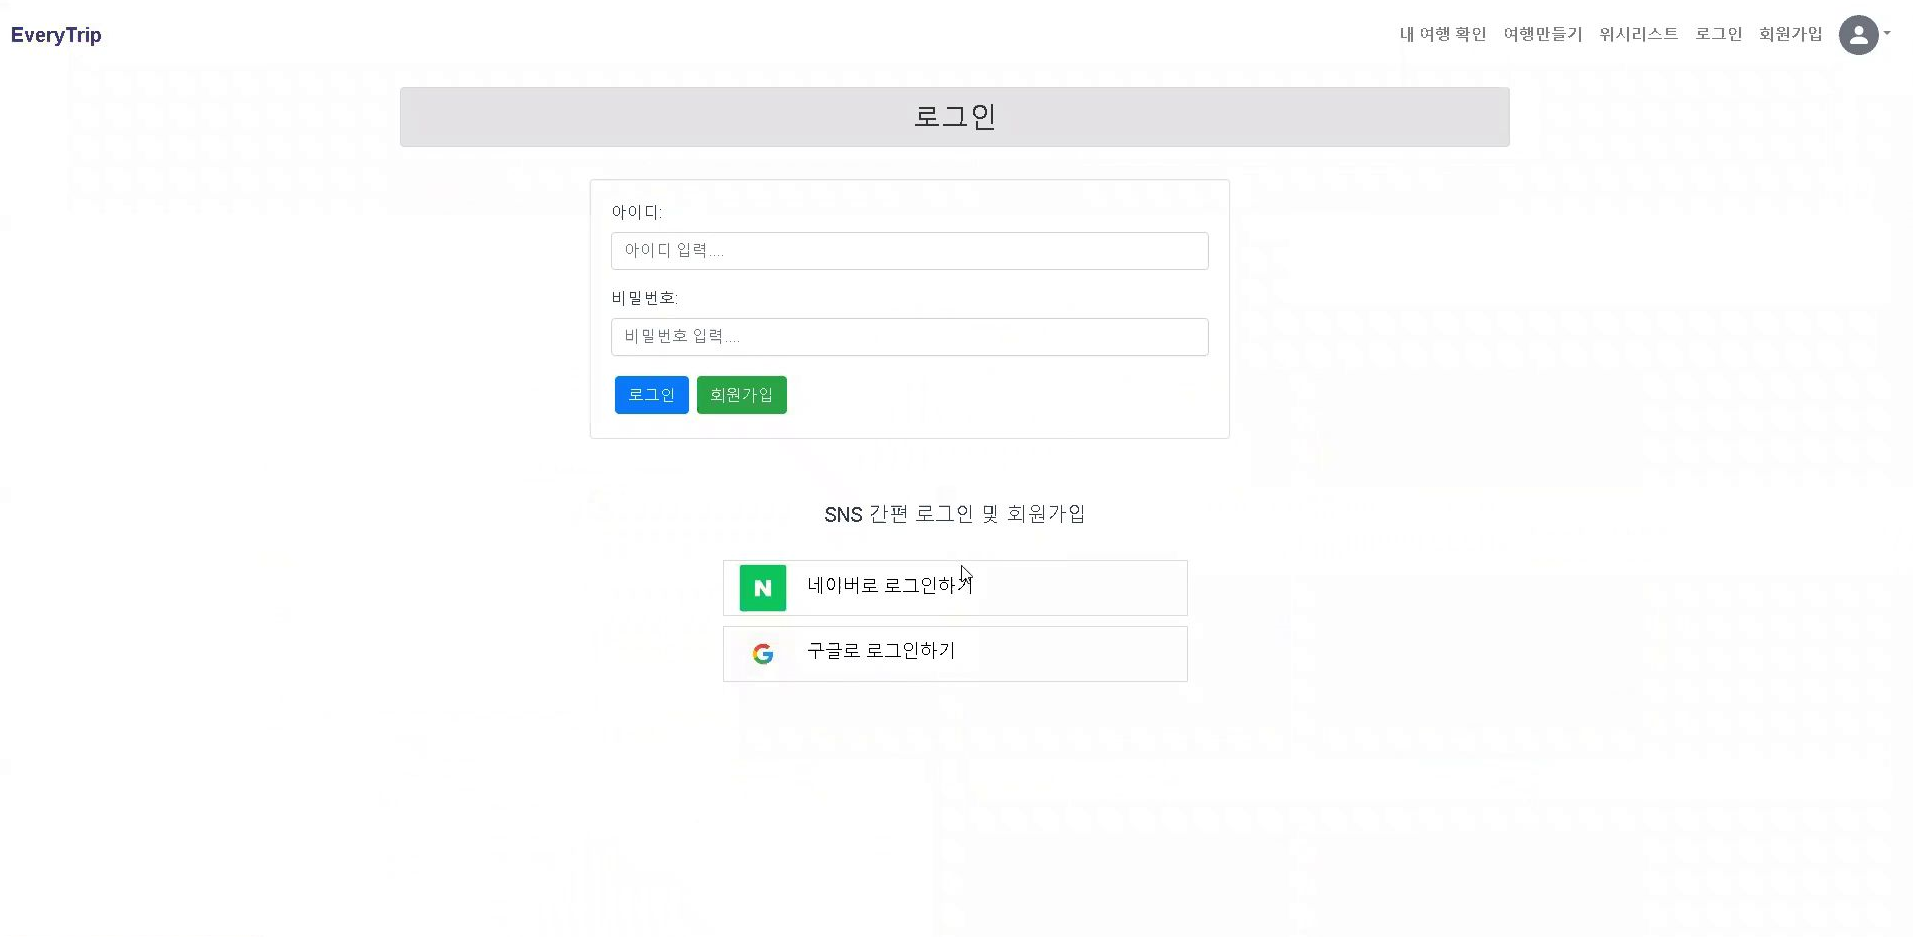 EveryTrip
내 여행 확인 여행만들기 위시리스트 로그인 회원가입
로그인
아이디:
아이디 입력....
비밀번호:
비밀번호 입력....
로그인 회원가입
SNS 간편 로그인 및 회원가입
N 네이버로 로그인하기
G 구글로 로그인하기